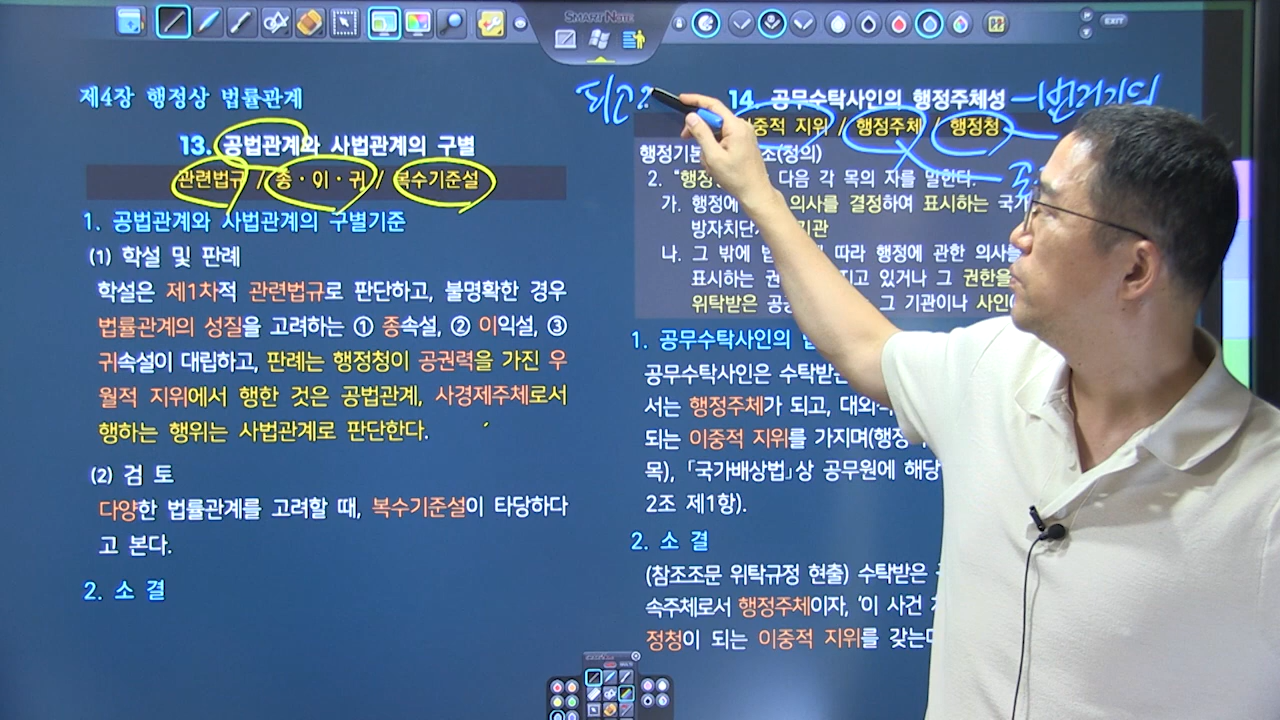 SMARTNOTE
EXIT
제4장 행정상 법률관계
13. 공법관계와 사법관계의 구별
관련법규 / 종·이·귀 / 복수기준설
1. 공법관계와 사법관계의 구별기준
(1) 학설 및 판례
학설은 제1차적 관련법규로 판단하고, 불명확한 경우
법률관계의 성질을 고려하는 ① 종속설, ② 이익설, ③
귀속설이 대립하고, 판례는 행정청이 공권력을 가진 우
월적 지위에서 행한 것은 공법관계, 사경제주체로서
행하는 행위는 사법관계로 판단한다.
(2) 검 토
다양한 법률관계를 고려할 때, 복수기준설이 타당하다
고 본다.
2. 소 결
피고
14. 공무수탁사인의 행정주체성
이중적 지위 / 행정주체 / 행정청
행정기본 조(정의)
2. "행정 다음 각 목의 자를 말한다.
가. 행정에 의사를 결정하여 표시하는 국가
방자치단 기관
나. 그 밖에 법 따라 행정에 관한 의사를
표시하는 권 지고 있거나 그 권한을
위탁받은 공공 그 기관이나 사인(
1. 공무수탁사인의
공무수탁사인은 수탁받은
서는 행정주체가 되고, 대외적
되는 이중적 지위를 가지며(행정
목), 「국가배상법」상 공무원에 해당
2조 제1항).
2. 소 결
(참조조문 위탁규정 현출) 수탁받은
속주체로서 행정주체이자, '이 사건
정청이 되는 이중적 지위를 갖는다